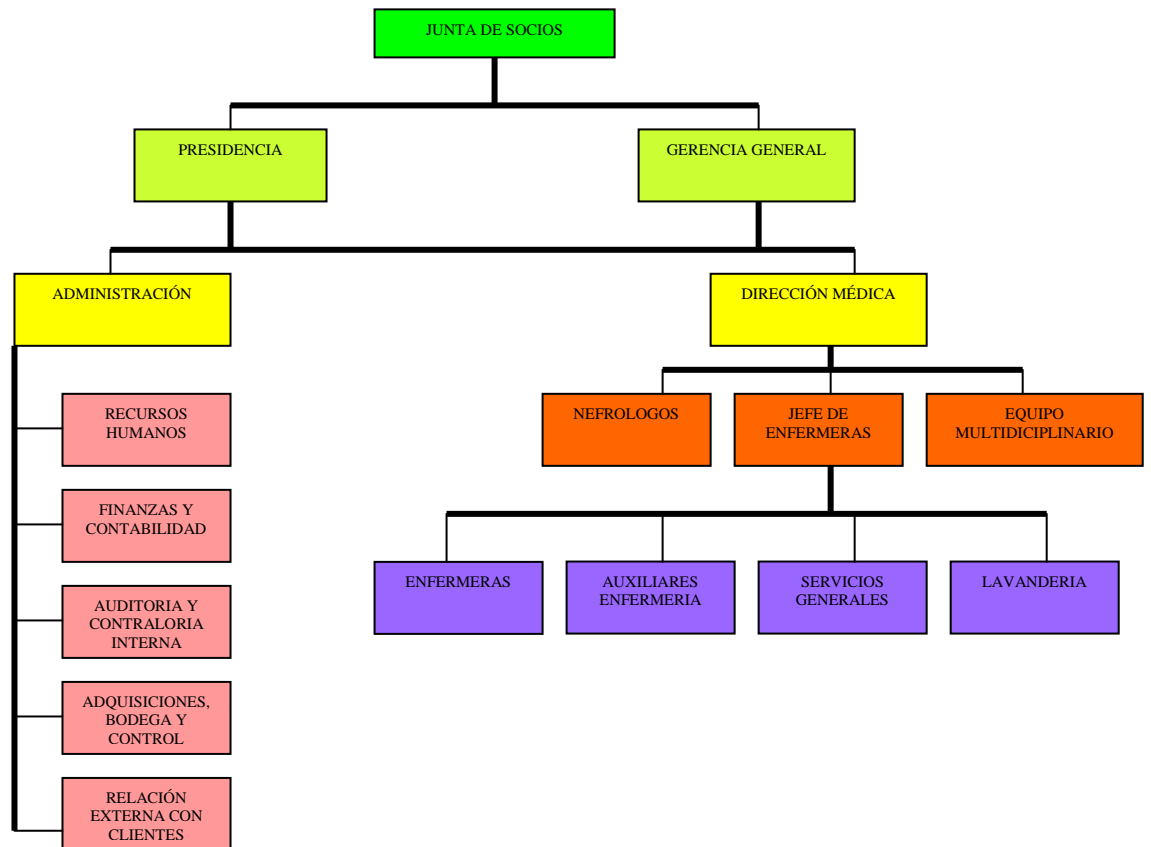 JUNTA DE SOCIOS
PRESIDENCIA
GERENCIA GENERAL
ADMINISTRACIÓN
DIRECCIÓN MÉDICA
RECURSOS
HUMANOS
FINANZAS Y
CONTABILIDAD
AUDITORIA Y
CONTRALORIA
INTERNA
ADQUISICIONES,
BODEGA Y
CONTROL
RELACIÓN
EXTERNA CON
CLIENTES
NEFROLOGOS
JEFE DE
ENFERMERAS
EQUIPO
MULTIDICIPLINARIO
ENFERMERAS
AUXILIARES
ENFERMERIA
SERVICIOS
GENERALES
LAVANDERIA